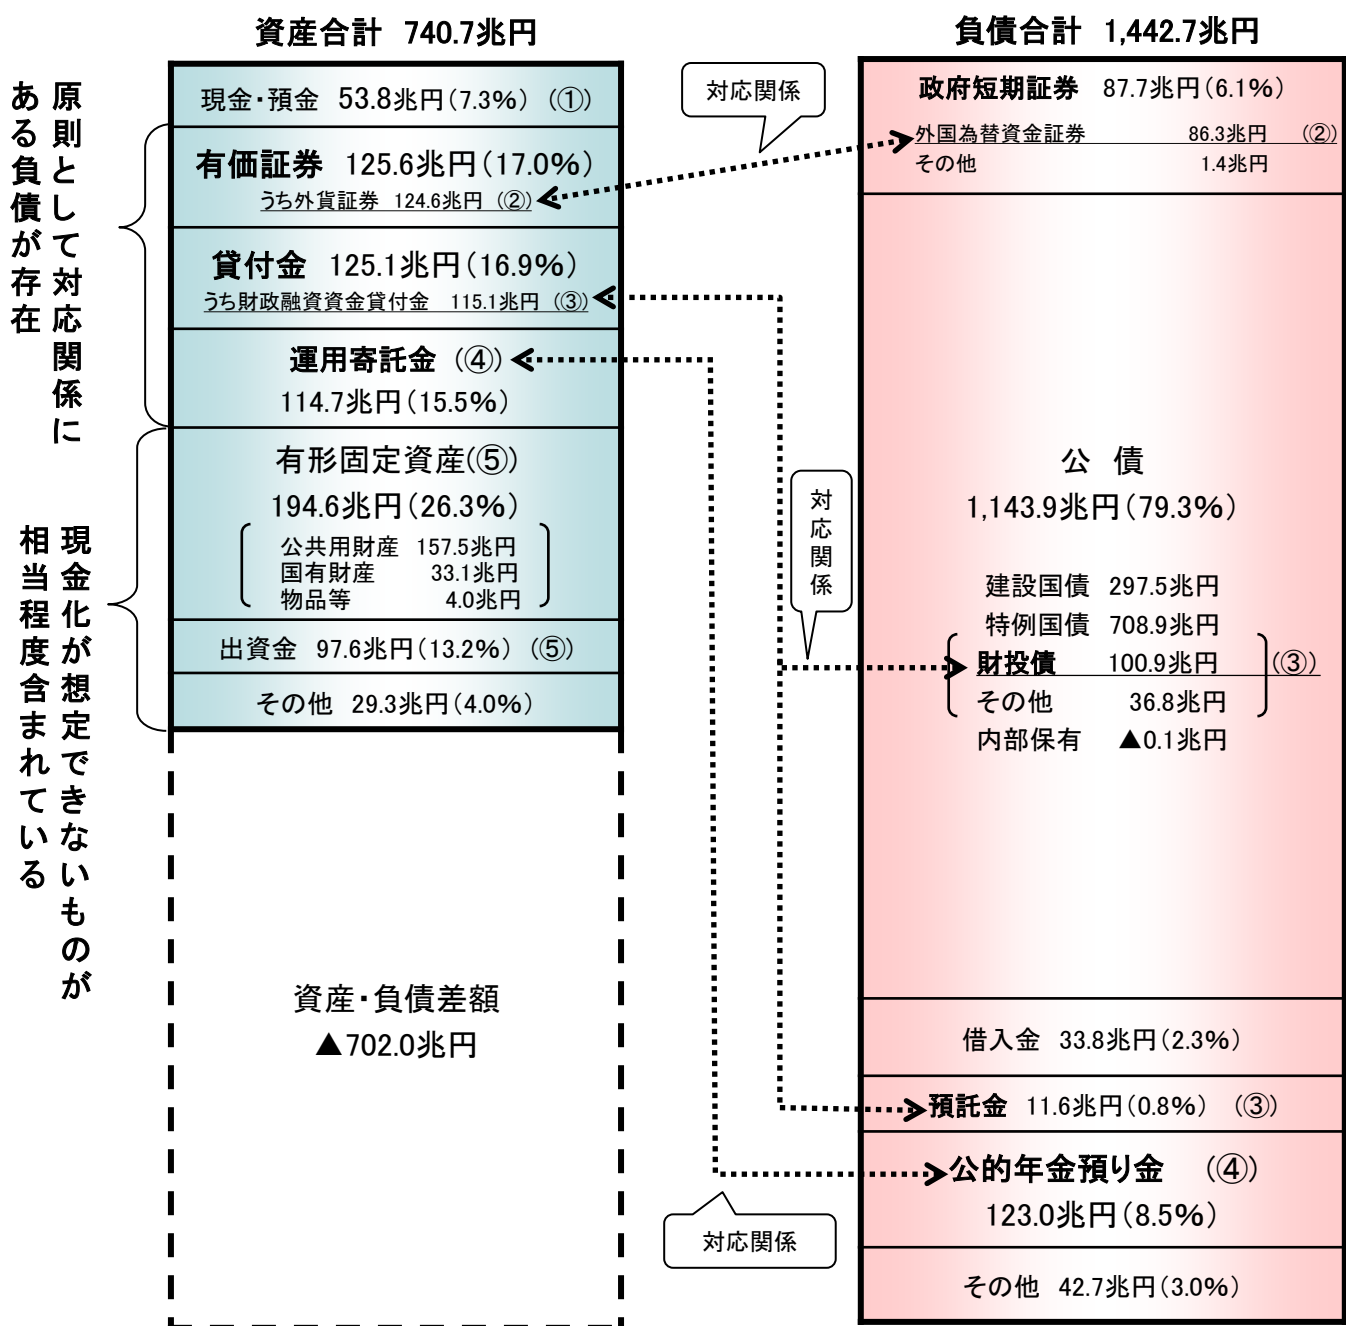 資産合計 740.7兆円
現金・預金 53.8兆円(7.3%) (①)
有価証券 125.6兆円(17.0%)
うち外貨証券 124.6兆円 (②)
貸付金 125.1兆円(16.9%)
うち財政融資資金貸付金 115.1兆円 (③)
運用寄託金 (④)
114.7兆円(15.5%)
有形固定資産(⑤)
194.6兆円(26.3%)
公共用財産 157.5兆円
国有財産 33.1兆円
物品等 4.0兆円
出資金 97.6兆円(13.2%) (⑤)
その他 29.3兆円(4.0%)
資産・負債差額
▲702.0兆円
原則として対応関係に
ある負債が存在
現金化が想定できないものが
相当程度含まれている
対応関係
対応関係
対応関係
負債合計 1,442.7兆円
政府短期証券 87.7兆円(6.1%)
外国為替資金証券 86.3兆円 (②)
その他 1.4兆円
公 債
1,143.9兆円(79.3%)
建設国債 297.5兆円
特例国債 708.9兆円
財投債 100.9兆円 (③)
その他 36.8兆円
内部保有 ▲0.1兆円
借入金 33.8兆円(2.3%)
預託金 11.6兆円(0.8%) (③)
公的年金預り金 (④)
123.0兆円(8.5%)
その他 42.7兆円(3.0%)